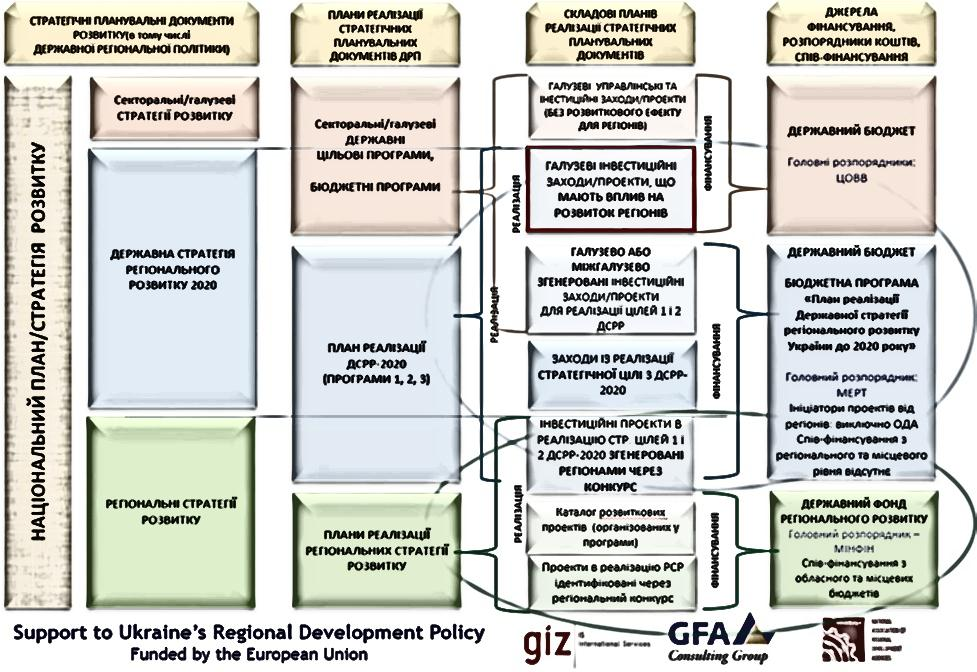 СТРАТЕГІЧНІ ПЛАНУВАЛЬНІ ДОКУМЕНТИ
РОЗВИТКУ(в тому числі
ДЕРЖАВНОЇ РЕГІОНАЛЬНОЇ ПОЛІТИКИ)
ПЛАНИ РЕАЛІЗАЦІЇ
СТРАТЕГІЧНИХ
ПЛАНУВАЛЬНИХ
ДОКУМЕНТІВ ДРП
СКЛАДОВІ ПЛАНІВ
РЕАЛІЗАЦІЇ СТРАТЕГІЧНИХ
ПЛАНУВАЛЬНИХ
ДОКУМЕНТІВ
ДЖЕРЕЛА
ФІНАНСУВАННЯ,
РОЗПОРЯДНИКИ КОШТІВ,
СПІВ-ФІНАНСУВАННЯ
НАЦІОНАЛЬНИЙ ПЛАН/СТРАТЕГІЯ РОЗВИТКУ
Секторальні/галузеві
СТРАТЕГІЇ РОЗВИТКУ
ДЕРЖАВНА СТРАТЕГІЯ
РЕГІОНАЛЬНОГО
РОЗВИТКУ 2020
РЕГІОНАЛЬНІ СТРАТЕГІЇ
РОЗВИТКУ
Секторальні/галузеві
ДЕРЖАВНІ
ЦІЛЬОВІ ПРОГРАМИ,
БЮДЖЕТНІ ПРОГРАМИ
ПЛАН РЕАЛІЗАЦІЇ
ДСРР-2020
(ПРОГРАМИ 1, 2, 3)
ПЛАНИ РЕАЛІЗАЦІЇ
РЕГІОНАЛЬНИХ СТРАТЕГІЇ
РОЗВИТКУ
РЕАЛІЗАЦІЯ
РЕАЛІЗАЦІЯ
РЕАЛІЗАЦІЯ
ГАЛУЗЕВІ УПРАВЛІНСЬКІ ТА
ІНЕСТИЦІЙНІ ЗАХОДИ/ПРОЕКТИ
(БЕЗ РОЗВИТКОВОГО ЕФЕКТУ
ДЛЯ РЕГІОНІВ)
ГАЛУЗЕВІ ІНВЕСТИЦІЙНІ
ЗАХОДИ/ПРОЕКТИ, ЩО
МАЮТЬ ВПЛИВ НА
РОЗВИТОК РЕГІОНІВ
ГАЛУЗЕВО АБО
МІЖГАЛУЗЕВО
ЗГЕНЕРОВАНІ ІНВЕСТИЦІЙНІ
ЗАХОДИ/ПРОЕКТИ
ДЛЯ РЕАЛІЗАЦІЇ ЦІЛЕЙ 1 і 2
ДСРР
ЗАХОДИ ІЗ РЕАЛІЗАЦІЇ
СТРАТЕГІЧНОЇ ЦІЛІ 3 ДСРР-
2020
ІНВЕСТИЦІЙНІ ПРОЕКТИ В
РЕАЛІЗАЦІЮ СТР. ЦІЛЕЙ 1 і
2 ДСРР-2020 ЗГЕНЕРОВАНІ
РЕГІОНАМИ ЧЕРЕЗ
КОНКУРС
Каталог розвиткових
проектів (організованих у
програми)
Проекти в реалізацію РСР
ідентифіковані через
регіональний конкурс
ФІНАНСУВАННЯ
ФІНАНСУВАННЯ
ФІНАНСУВАННЯ
ДЕРЖАВНИЙ БЮДЖЕТ
Головні розпорядники:
ЦОВВ
ДЕРЖАВНИЙ БЮДЖЕТ
БЮДЖЕТНА ПРОГРАМА
«План реалізації
Державної стратегії
регіонального розвитку
України до 2020 року»
Головний розпорядник:
МЕРТ
Ініціатори проектів від
регіонів: виключно ОДА
Спів-фінансування з
регіонального та місцевого
рівня відсутнє
ДЕРЖАВНИЙ ФОНД
РЕГІОНАЛЬНОГО РОЗВИТКУ
Головний розпорядник –
МІНФІН
Спів-фінансування з
обласного та місцевих
бюджетів
Support to Ukraine's Regional Development Policy
Funded by the European Union
giz IS
International Services
GFA
Consulting Group